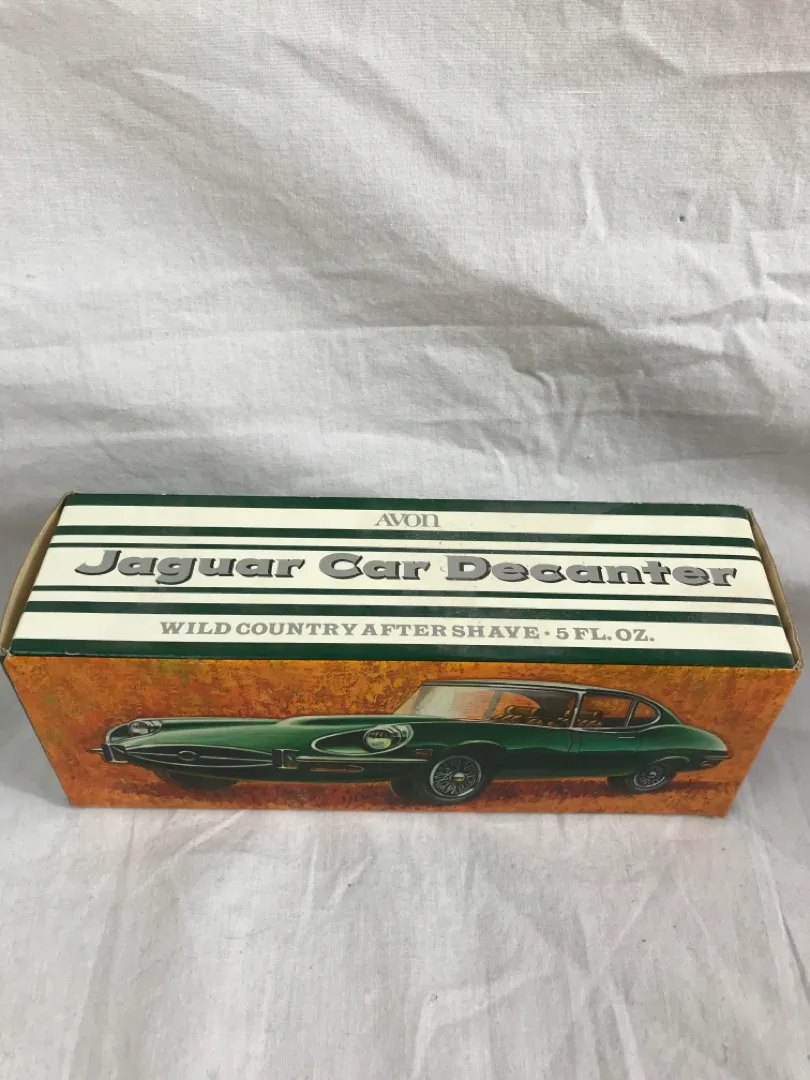 AVON
Jaguar Car Decanter
WILD COUNTRY AFTER SHAVE • 5 FL. OZ.